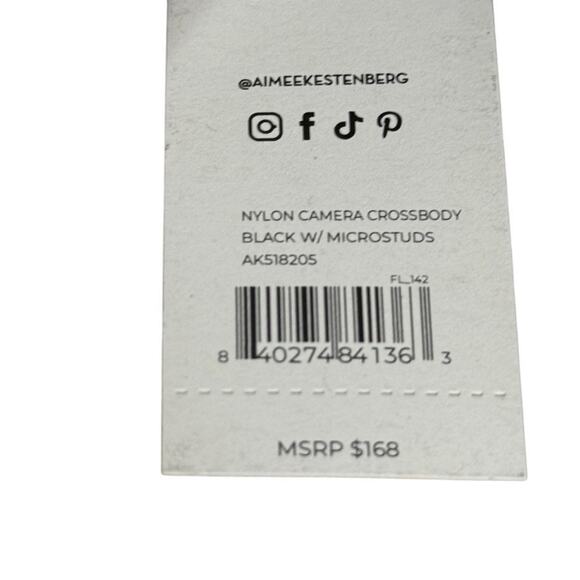 @AIMEEKESTENBERG
NYLON CAMERA CROSSBODY
BLACK W/ MICROSTUDS
AK518205
FL_142
8 40274 84136 3
MSRP $168